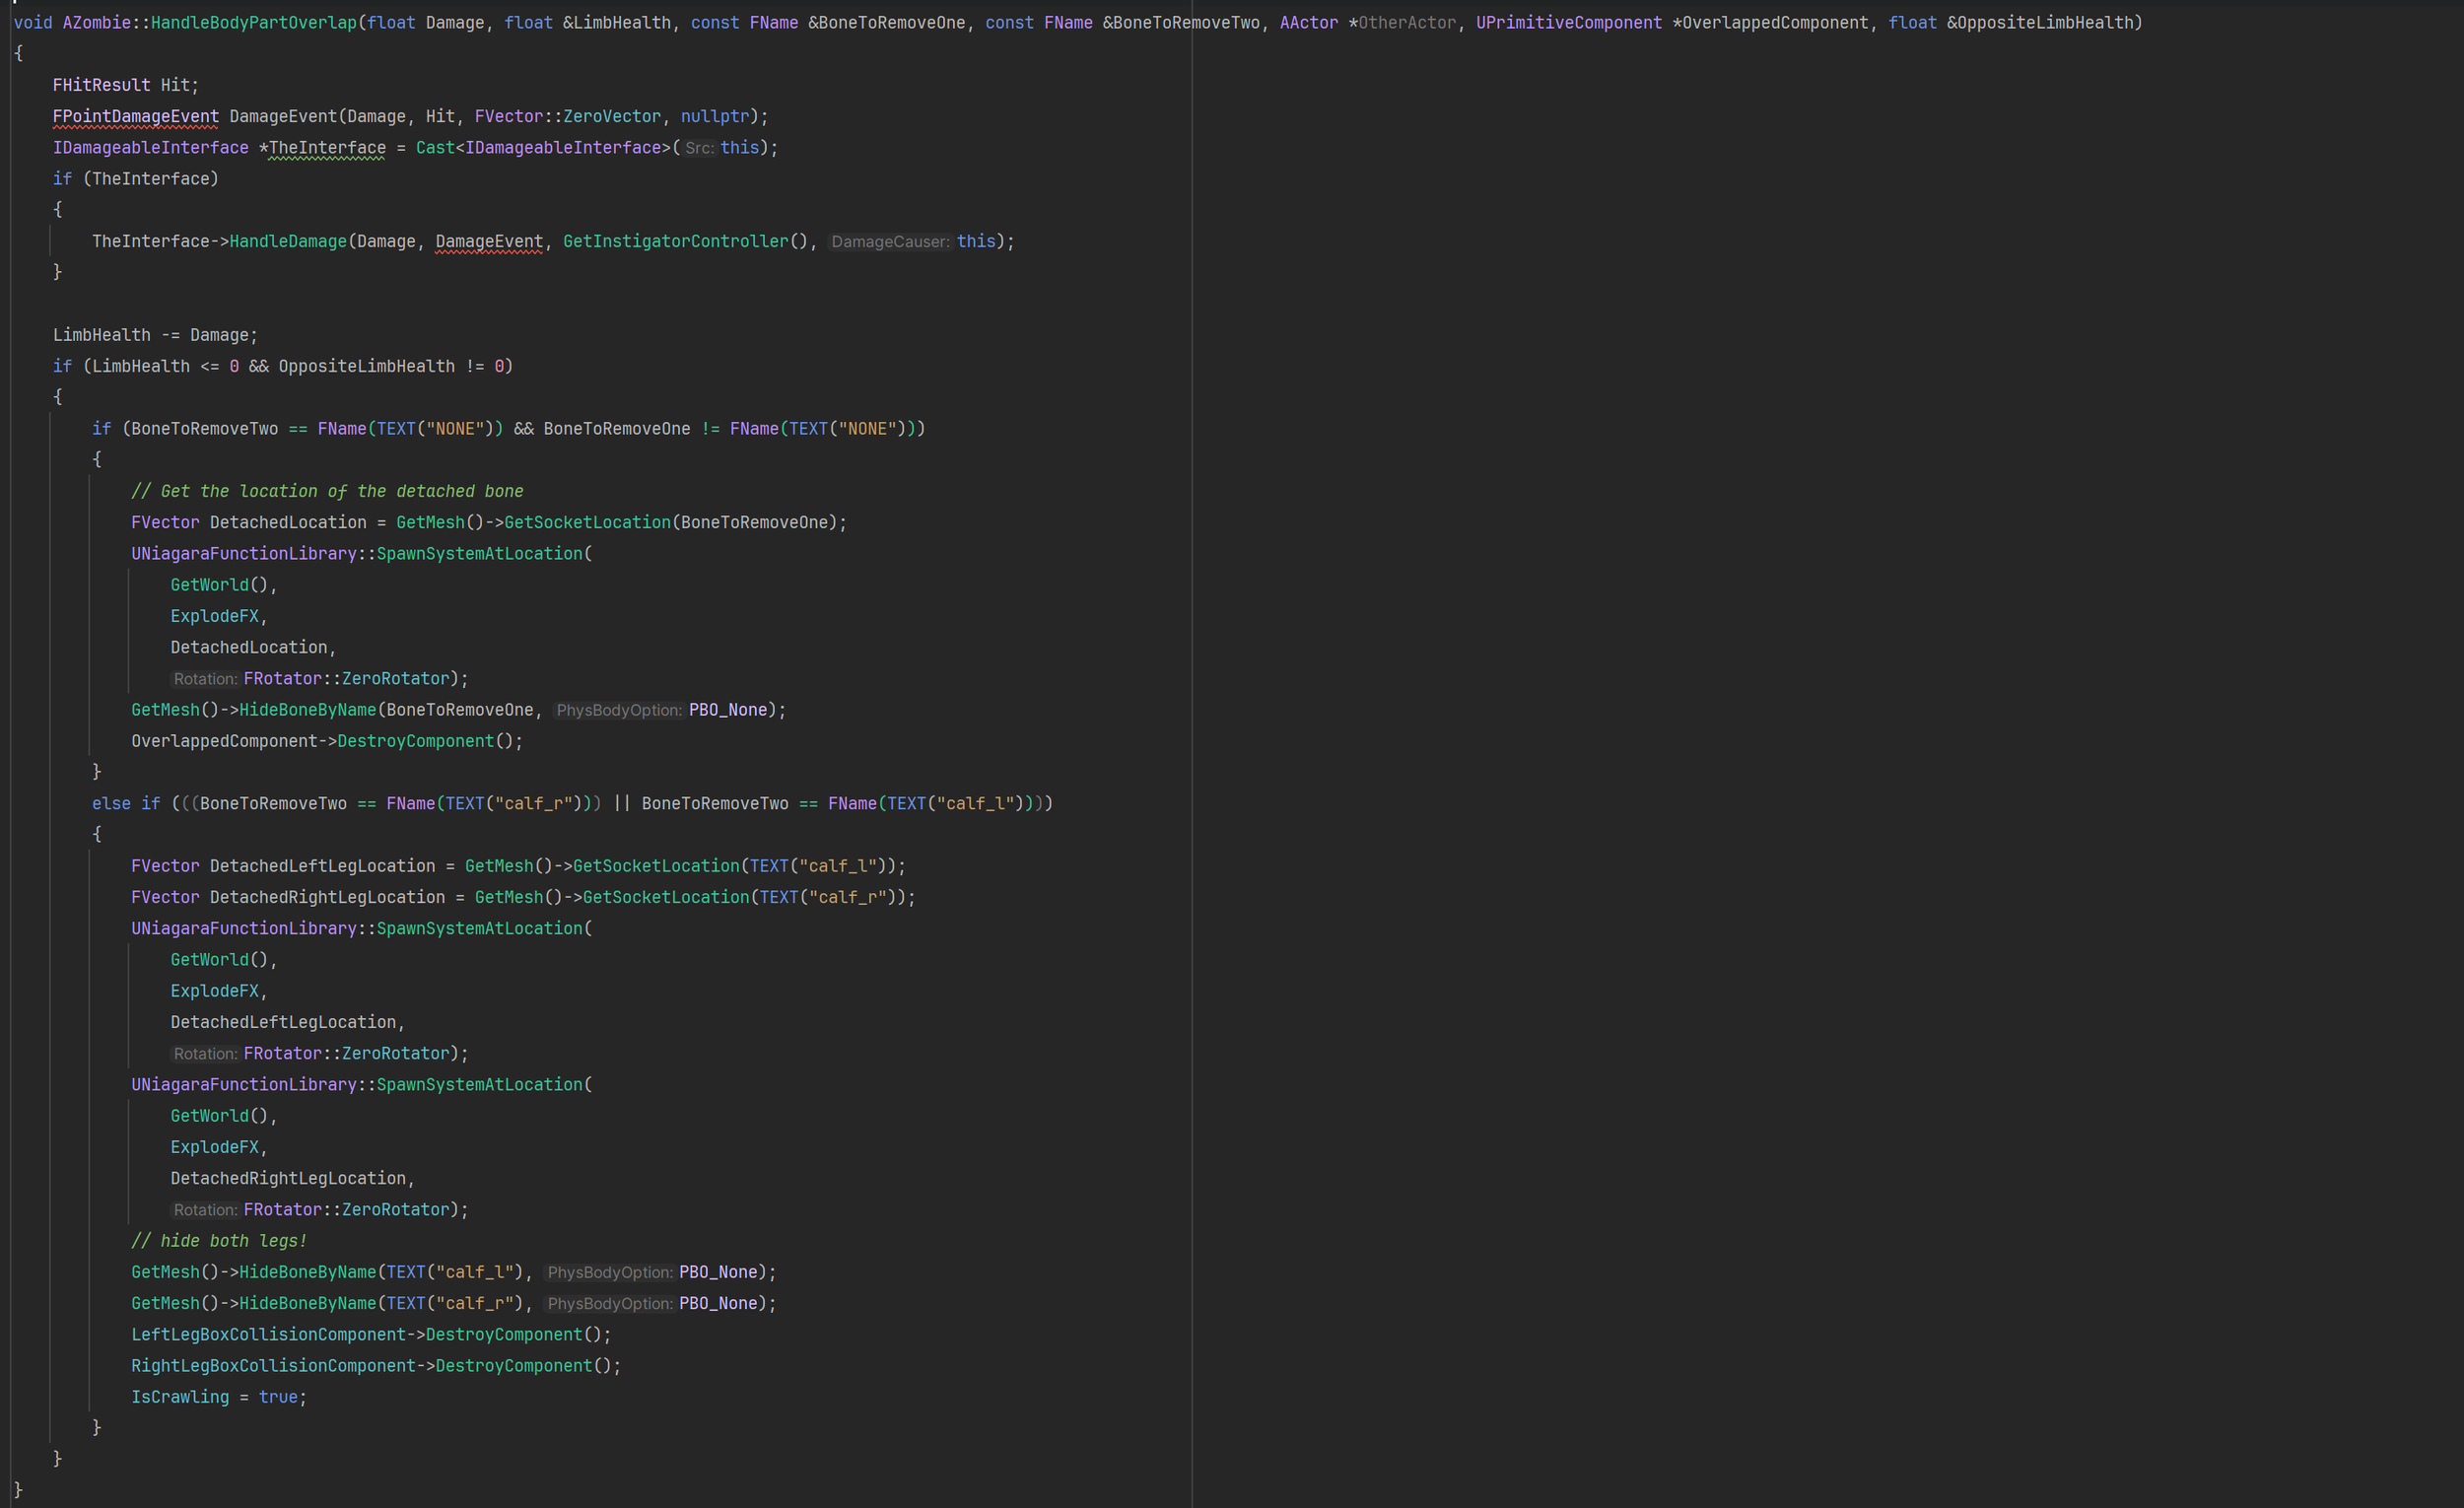 void AZombie::HandleBodyPartOverlap(float Damage, float &LimbHealth, const FName &BoneToRemoveOne, const FName &BoneToRemoveTwo, AActor *OtherActor, UPrimitiveComponent *OverlappedComponent, float &OppositeLimbHealth)
{
    FHitResult Hit;
    FPointDamageEvent DamageEvent(Damage, Hit, FVector::ZeroVector, nullptr);
    IDamageableInterface *TheInterface = Cast<IDamageableInterface>( Src: this);
    if (TheInterface)
    {
        TheInterface->HandleDamage(Damage, DamageEvent, GetInstigatorController(), DamageCauser: this);
    }

    LimbHealth -= Damage;
    if (LimbHealth <= 0 && OppositeLimbHealth != 0)
    {
        if (BoneToRemoveTwo == FName(TEXT("NONE")) && BoneToRemoveOne != FName(TEXT("NONE")))
        {
            // Get the location of the detached bone
            FVector DetachedLocation = GetMesh()->GetSocketLocation(BoneToRemoveOne);
            UNiagaraFunctionLibrary::SpawnSystemAtLocation(
                GetWorld(),
                ExplodeFX,
                DetachedLocation,
                Rotation: FRotator::ZeroRotator);
            GetMesh()->HideBoneByName(BoneToRemoveOne, PhysBodyOption: PBO_None);
            OverlappedComponent->DestroyComponent();
        }
        else if (((BoneToRemoveTwo == FName(TEXT("calf_r"))) || BoneToRemoveTwo == FName(TEXT("calf_l"))))
        {
            FVector DetachedLeftLegLocation = GetMesh()->GetSocketLocation(TEXT("calf_l"));
            FVector DetachedRightLegLocation = GetMesh()->GetSocketLocation(TEXT("calf_r"));
            UNiagaraFunctionLibrary::SpawnSystemAtLocation(
                GetWorld(),
                ExplodeFX,
                DetachedLeftLegLocation,
                Rotation: FRotator::ZeroRotator);
            UNiagaraFunctionLibrary::SpawnSystemAtLocation(
                GetWorld(),
                ExplodeFX,
                DetachedRightLegLocation,
                Rotation: FRotator::ZeroRotator);
            // hide both legs!
            GetMesh()->HideBoneByName(TEXT("calf_l"), PhysBodyOption: PBO_None);
            GetMesh()->HideBoneByName(TEXT("calf_r"), PhysBodyOption: PBO_None);
            LeftLegBoxCollisionComponent->DestroyComponent();
            RightLegBoxCollisionComponent->DestroyComponent();
            IsCrawling = true;
        }
    }
}